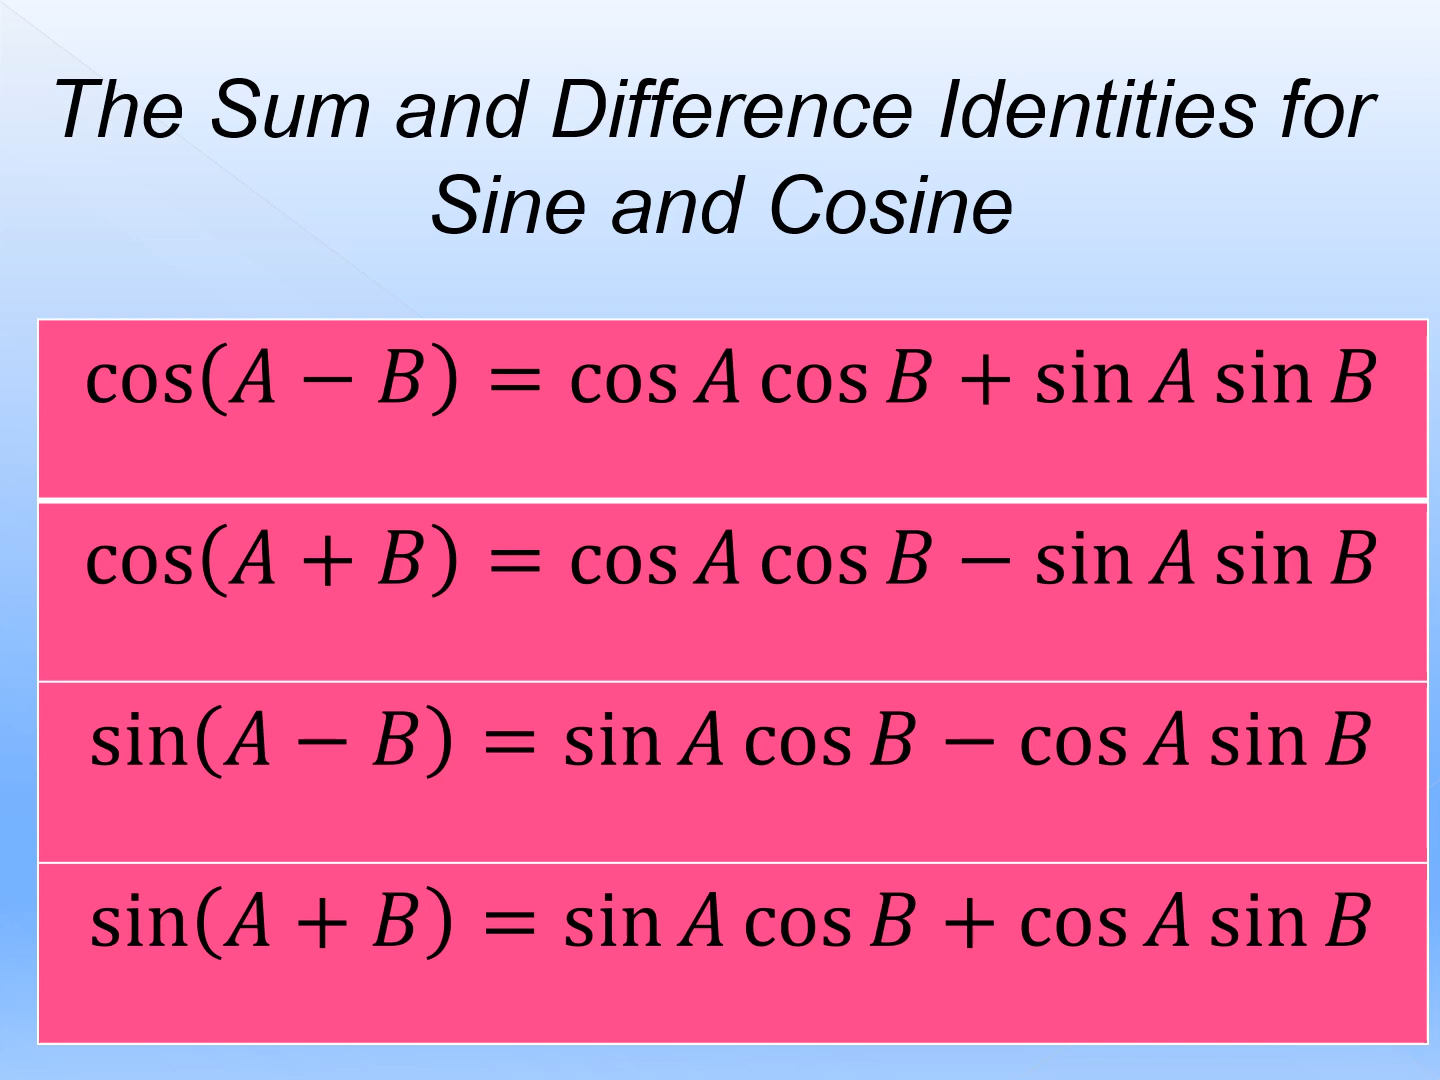 The Sum and Difference Identities for
Sine and Cosine
cos(A − B) = cos A cos B + sin A sin B
cos(A + B) = cos A cos B − sin A sin B
sin(A − B) = sin A cos B − cos A sin B
sin(A + B) = sin A cos B + cos A sin B